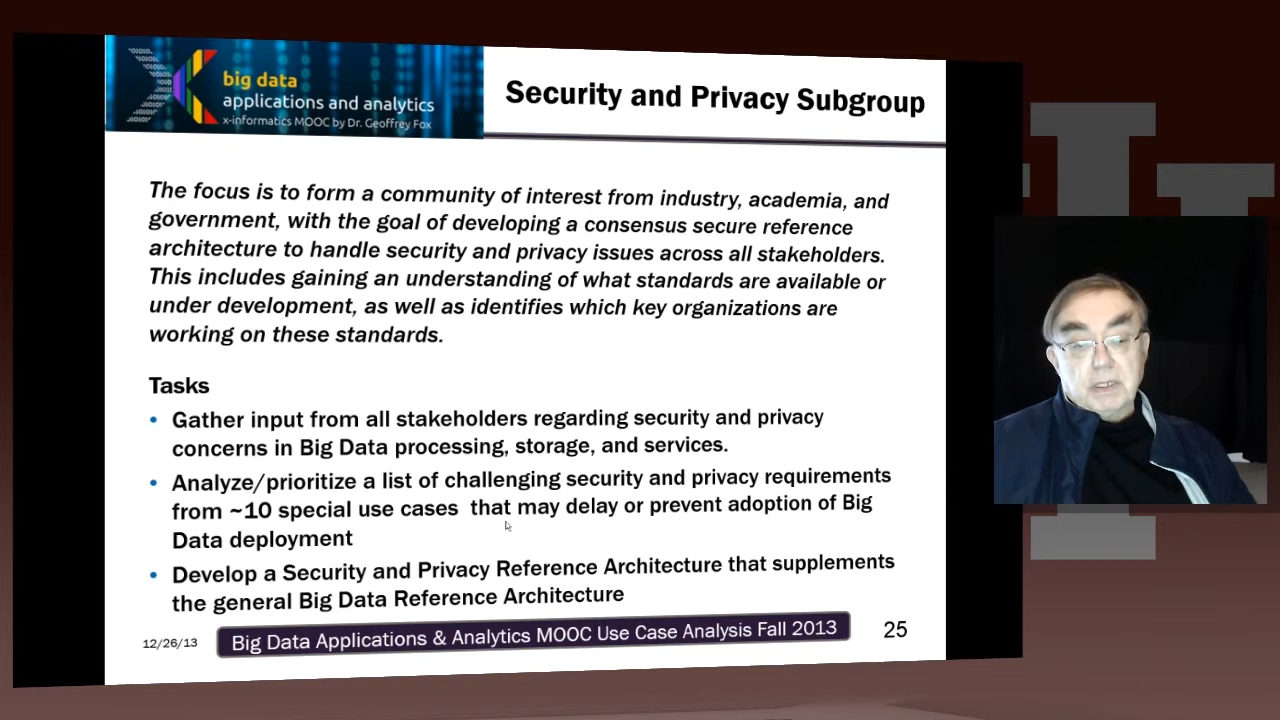 big data
applications and analytics
x-informatics MOOC by Dr. Geoffrey Fox
Security and Privacy Subgroup
The focus is to form a community of interest from industry, academia, and
government, with the goal of developing a consensus secure reference
architecture to handle security and privacy issues across all stakeholders.
This includes gaining an understanding of what standards are available or
under development, as well as identifies which key organizations are
working on these standards.
Tasks
• Gather input from all stakeholders regarding security and privacy
concerns in Big Data processing, storage, and services.
• Analyze/prioritize a list of challenging security and privacy requirements
from ~10 special use cases that may delay or prevent adoption of Big
Data deployment
• Develop a Security and Privacy Reference Architecture that supplements
the general Big Data Reference Architecture
12/26/13
Big Data Applications & Analytics MOOC Use Case Analysis Fall 2013
25